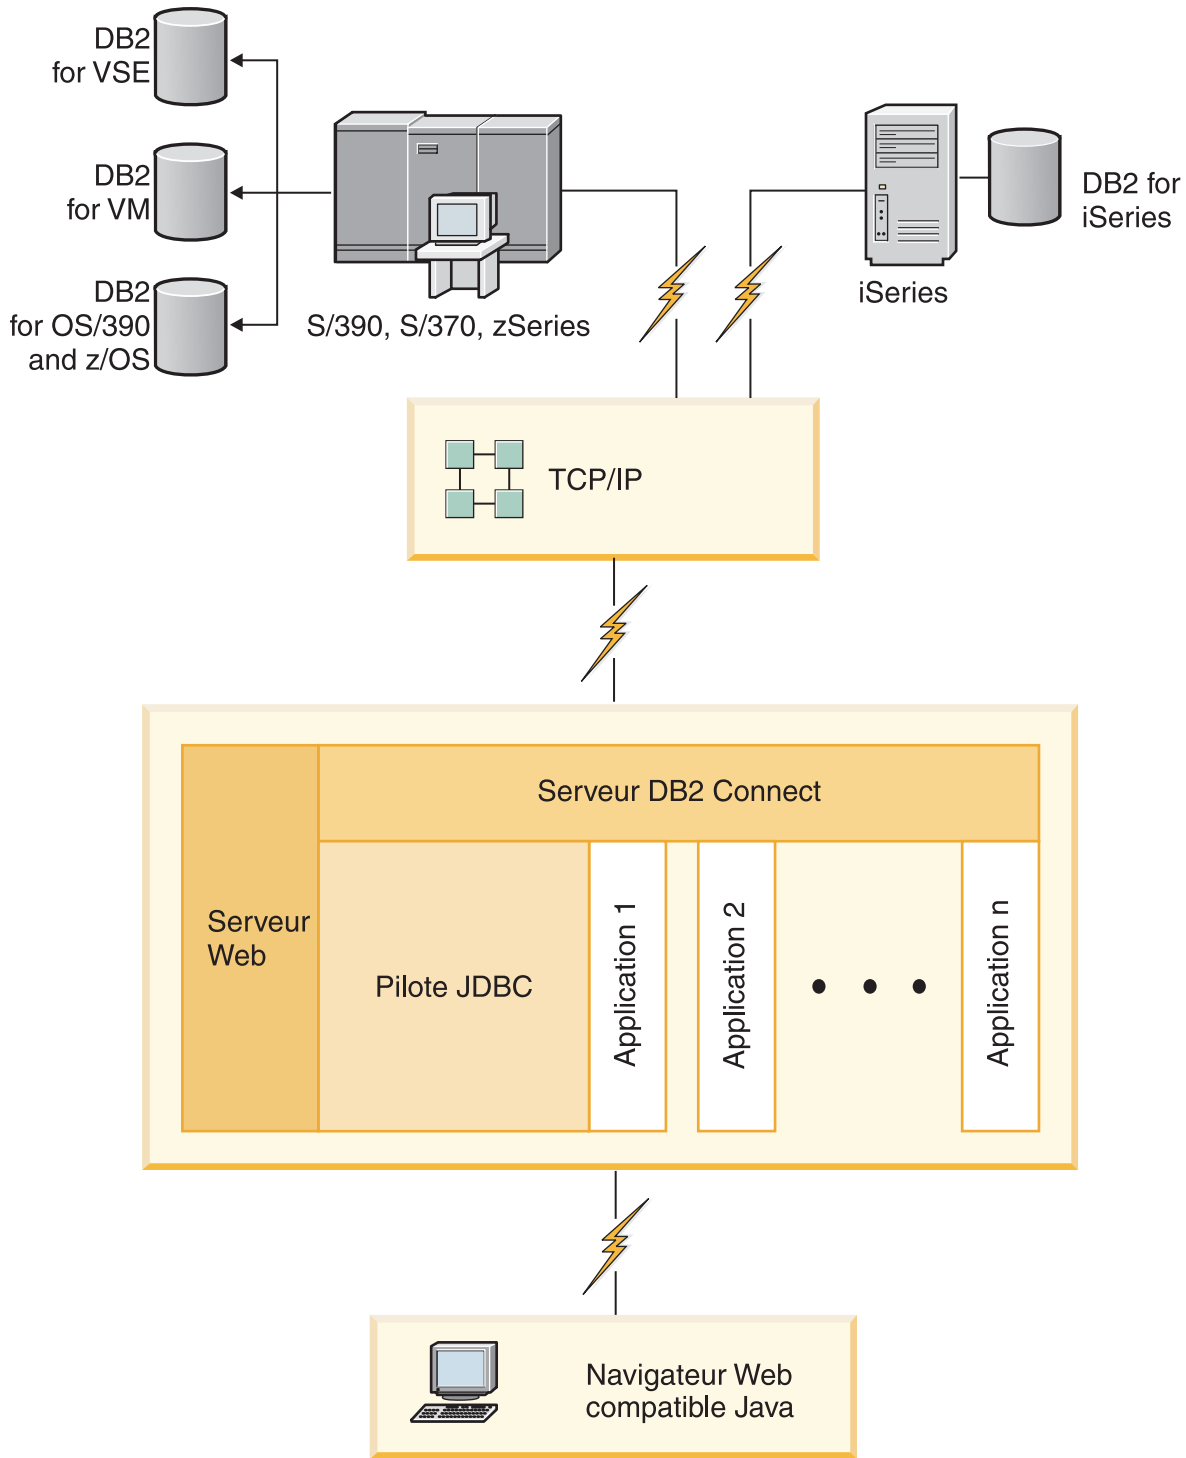 DB2
for VSE
DB2
for VM
DB2
for OS/390
and z/OS
S/390, S/370, zSeries
iSeries
DB2 for
iSeries
TCP/IP
Serveur DB2 Connect
Serveur
Web
Pilote JDBC
Application 1
Application 2
Application n
Navigateur Web
compatible Java